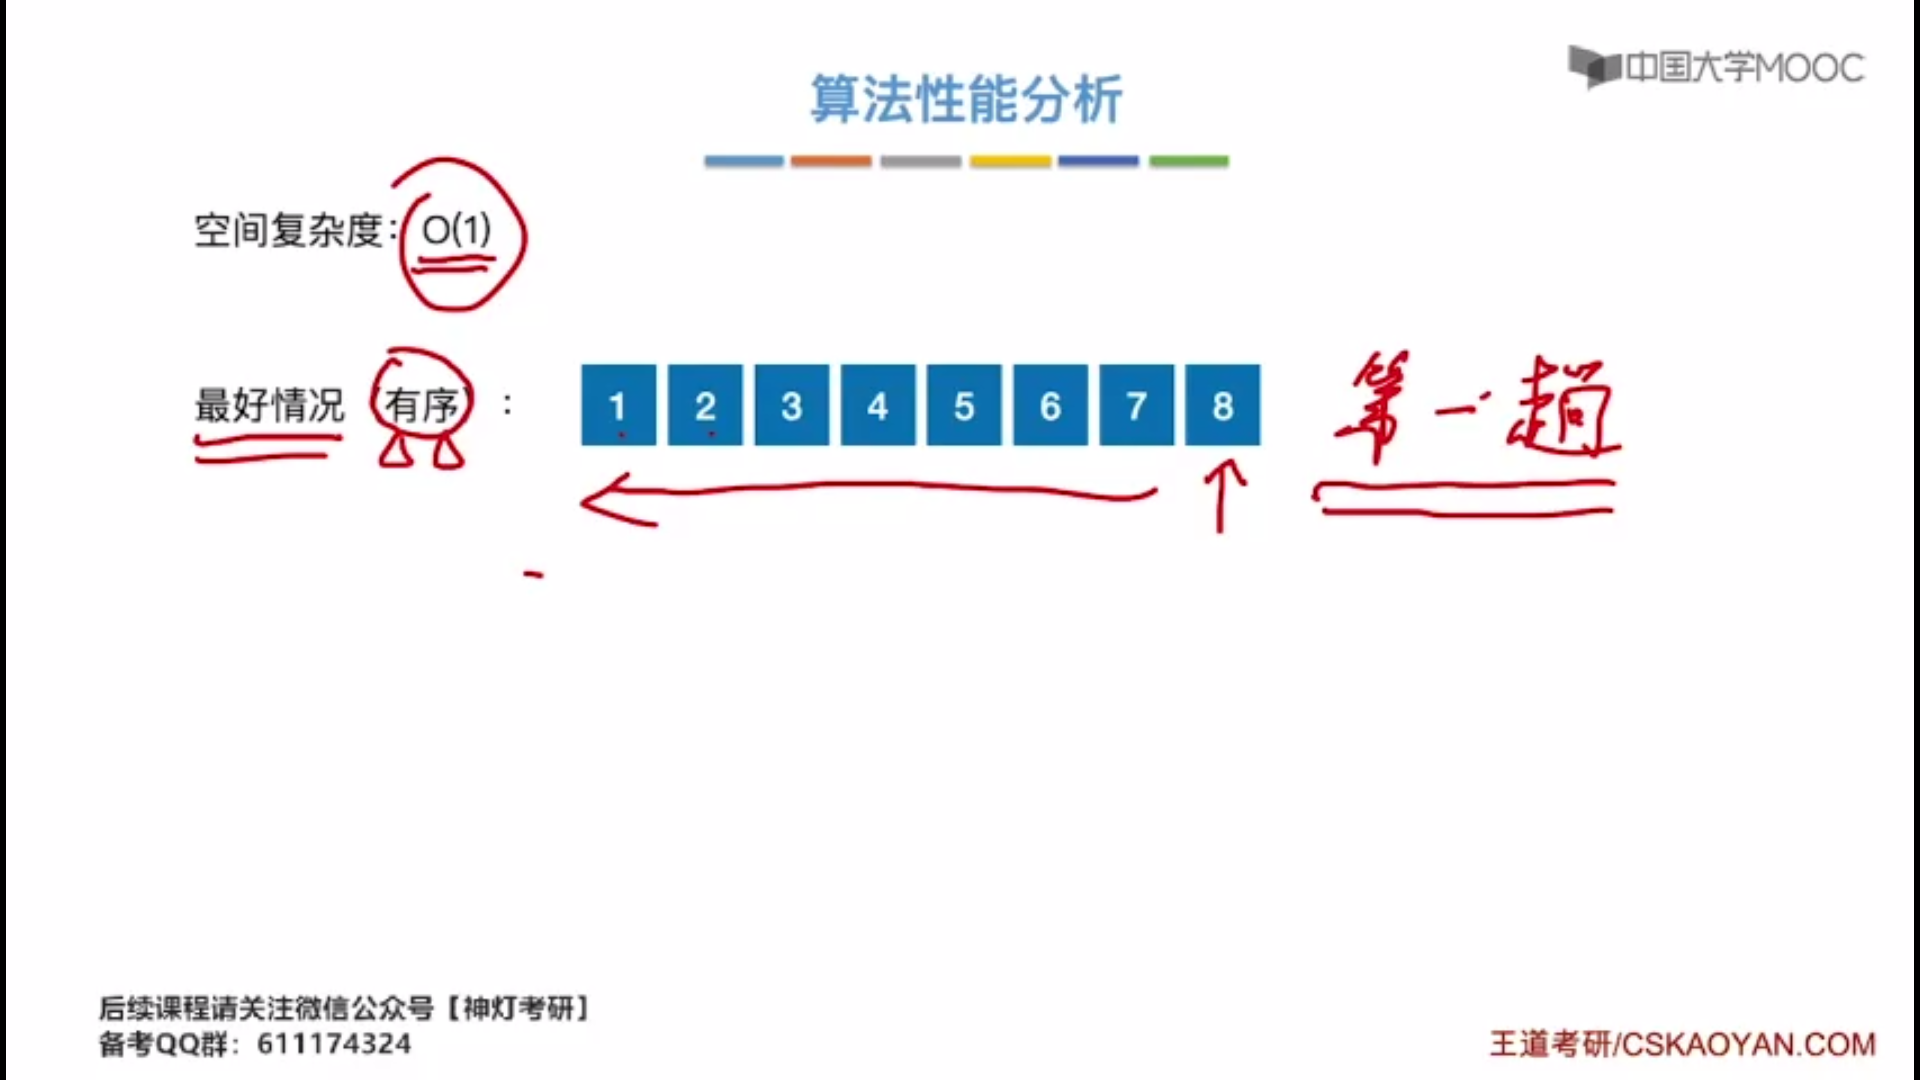 中国大学MOOC
算法性能分析
空间复杂度：O(1)
最好情况（有序）： 1 2 3 4 5 6 7 8 第一趟
后续课程请关注微信公众号【神灯考研】
备考QQ群：611174324
王道考研/CSKAOYAN.COM